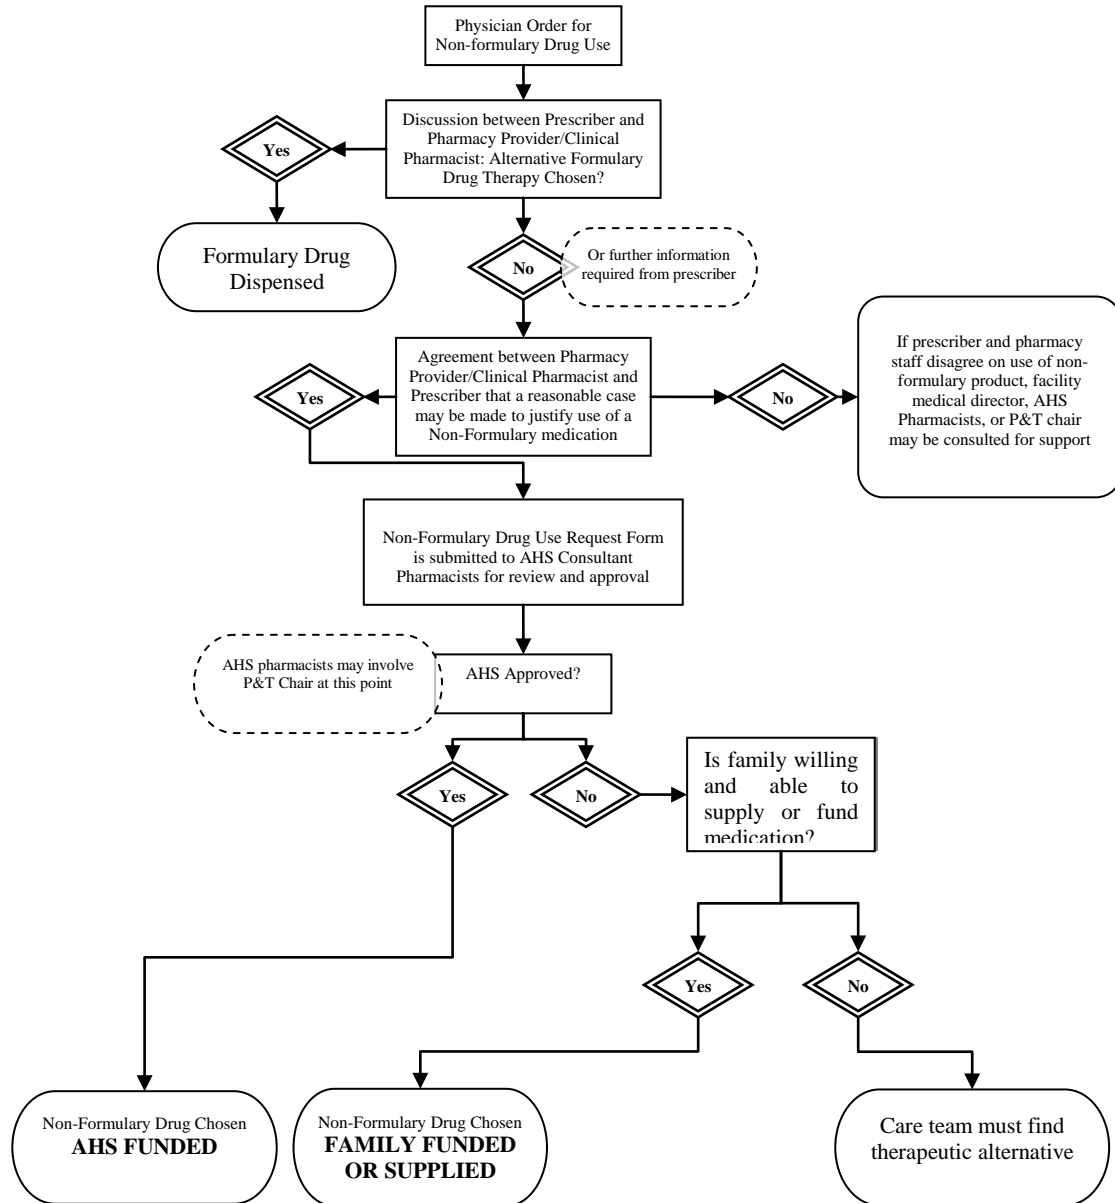 Physician Order for
Non-formulary Drug Use
Discussion between Prescriber and
Pharmacy Provider/Clinical
Pharmacist: Alternative Formulary
Drug Therapy Chosen?
Yes
Formulary Drug
Dispensed
No
Or further information
required from prescriber
Agreement between Pharmacy
Provider/Clinical Pharmacist and
Prescriber that a reasonable case
may be made to justify use of a
Non-Formulary medication
Yes
No
If prescriber and pharmacy
staff disagree on use of non-
formulary product, facility
medical director, AHS
Pharmacists, or P&T chair
may be consulted for support
Non-Formulary Drug Use Request Form
is submitted to AHS Consultant
Pharmacists for review and approval
AHS pharmacists may involve
P&T Chair at this point
AHS Approved?
Yes
No
Is family willing
and able to
supply or fund
medication?
Yes
No
Non-Formulary Drug Chosen
AHS FUNDED
Non-Formulary Drug Chosen
FAMILY FUNDED
OR SUPPLIED
Care team must find
therapeutic alternative